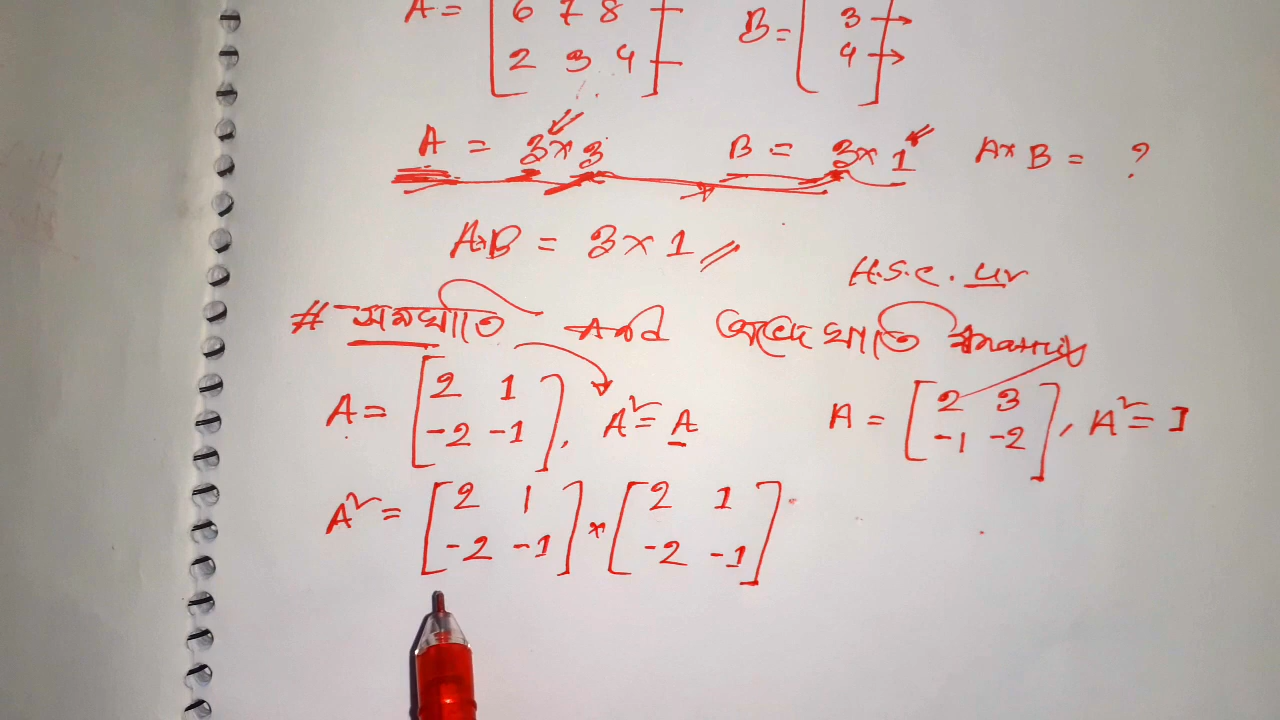 A = [ 6 7 8 B = [ 3 →
2 3 4 ] 4 ] →
A = 3×3 B = 3×1 A×B = ?
A×B = 3×1 //
H.S.C.
# সমঘাতি And অভেদঘাতি Matrix
A = [ 2 1 , A² = A A = [ 2 3 , A² = I
-2 -1 ] -1 -2 ]
A² = [ 2 1 ] × [ 2 1 ]
-2 -1 -2 -1